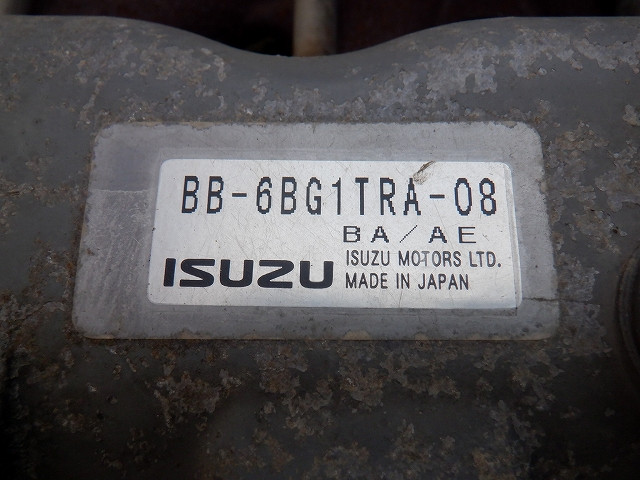 BB-6BG1TRA-08
BA/AE
ISUZU
ISUZU MOTORS LTD.
MADE IN JAPAN